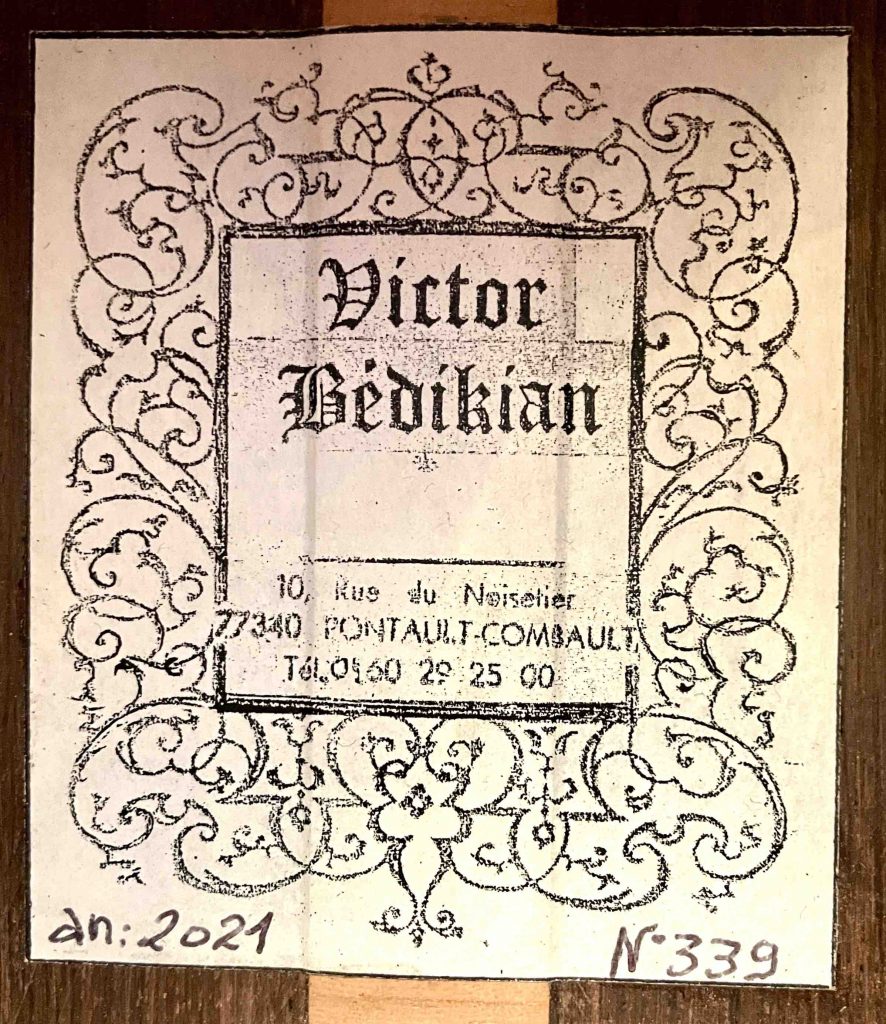 Victor
Bédikian
10, Rue du Noisetier
77340 PONTAULT-COMBAULT
Tél. 01 60 29 25 00
an: 2021
N° 339